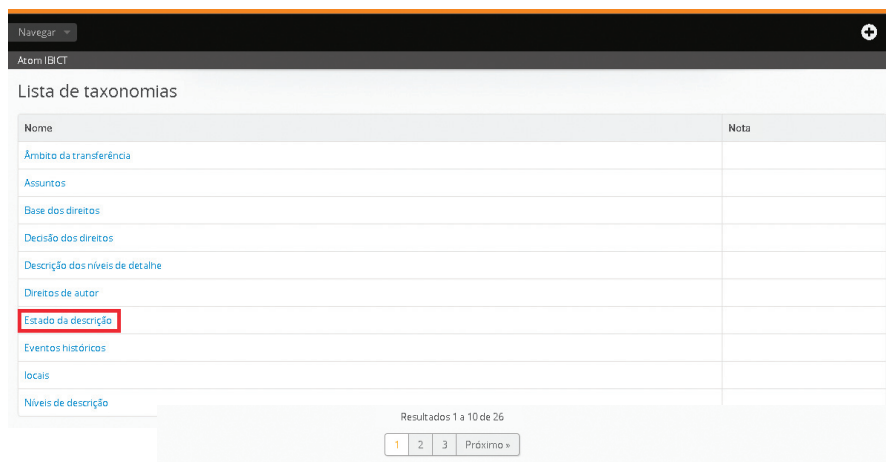 Navegar
Atom IBICT
Lista de taxonomias
Nome Nota
Âmbito da transferência
Assuntos
Base dos direitos
Decisão dos direitos
Descrição dos níveis de detalhe
Direitos de autor
Estado da descrição
Eventos históricos
locais
Níveis de descrição
Resultados 1 a 10 de 26
1 2 3 Próximo »